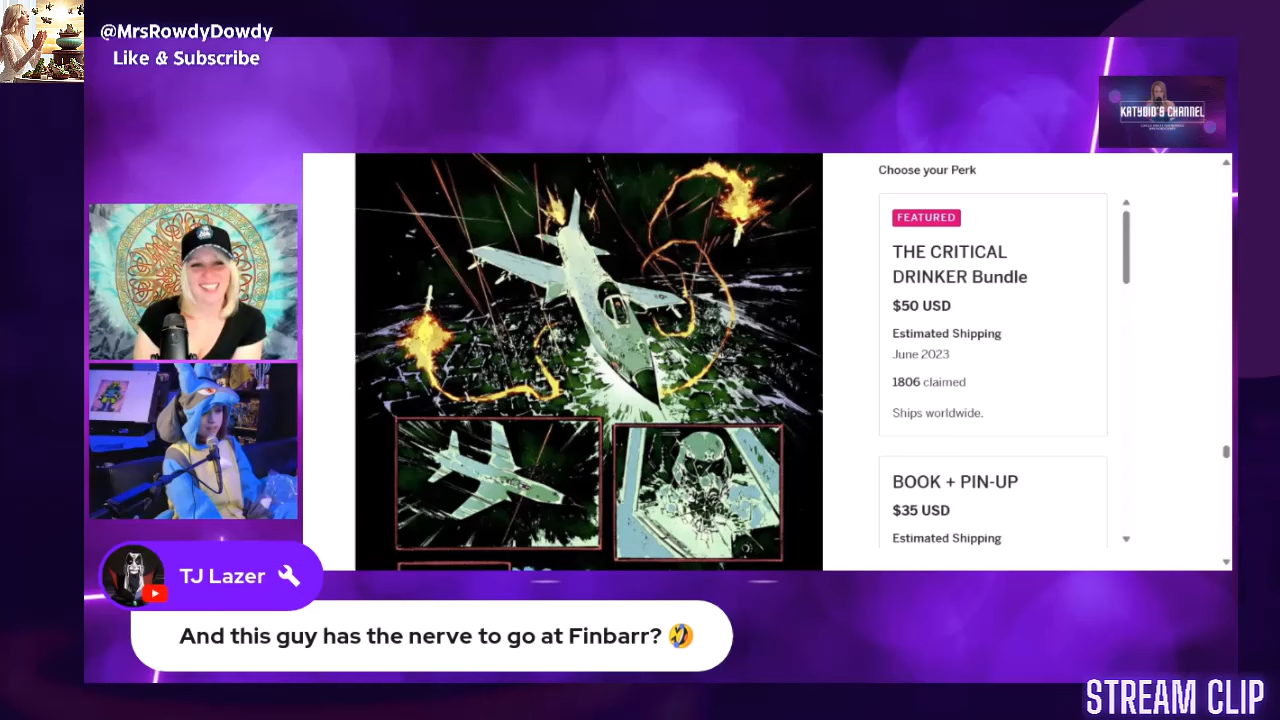 @MrsRowdyDowdy
Like & Subscribe
KATYDID'S CHANNEL
Choose your Perk
FEATURED
THE CRITICAL
DRINKER Bundle
$50 USD
Estimated Shipping
June 2023
1806 claimed
Ships worldwide.
BOOK + PIN-UP
$35 USD
Estimated Shipping
TJ Lazer
And this guy has the nerve to go at Finbarr? 🤣
STREAM CLIP